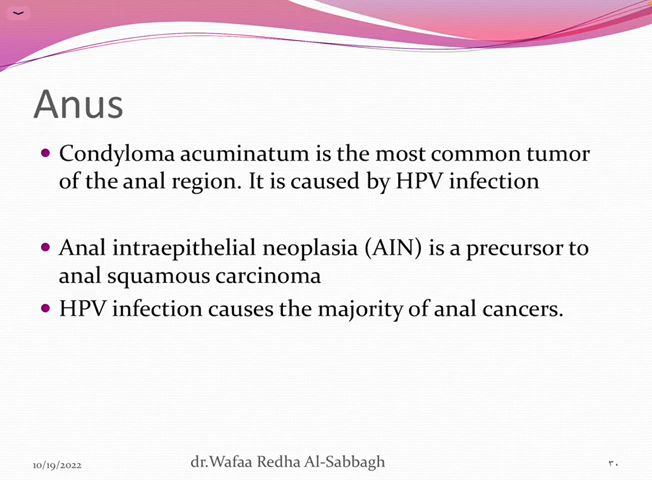 Anus
• Condyloma acuminatum is the most common tumor
of the anal region. It is caused by HPV infection
• Anal intraepithelial neoplasia (AIN) is a precursor to
anal squamous carcinoma
• HPV infection causes the majority of anal cancers.
10/19/2022
dr.Wafaa Redha Al-Sabbagh
٣٠